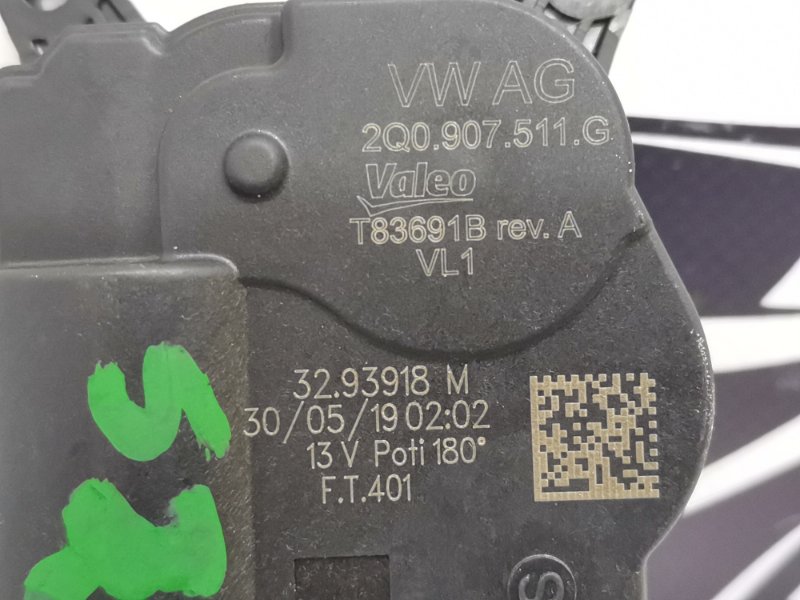 VW AG
2Q0.907.511.G
Valeo
T83691B rev. A
VL1
32.93918 M
30/05/19 02:02
13 V Poti 180°
F.T.401
S